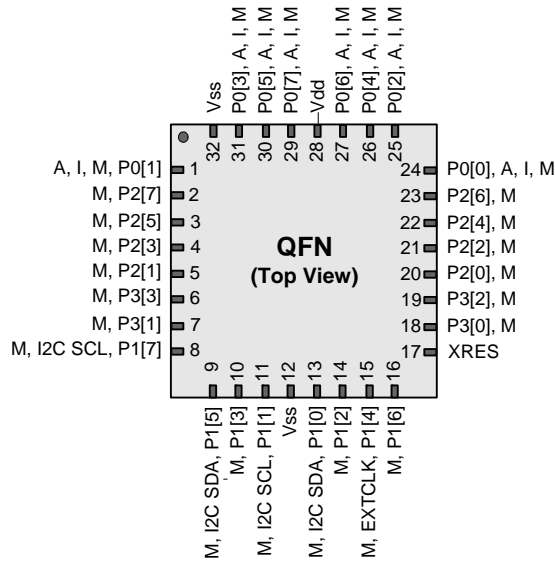 Vss
P0[3], A, I, M
P0[5], A, I, M
P0[7], A, I, M
Vdd
P0[6], A, I, M
P0[4], A, I, M
P0[2], A, I, M
32
31
30
29
28
27
26
25
A, I, M, P0[1] 1
M, P2[7] 2
M, P2[5] 3
M, P2[3] 4
M, P2[1] 5
M, P3[3] 6
M, P3[1] 7
M, I2C SCL, P1[7] 8
QFN
(Top View)
24 P0[0], A, I, M
23 P2[6], M
22 P2[4], M
21 P2[2], M
20 P2[0], M
19 P3[2], M
18 P3[0], M
17 XRES
9
10
11
12
13
14
15
16
M, I2C SDA, P1[5]
M, P1[3]
M, I2C SCL, P1[1]
Vss
M, I2C SDA, P1[0]
M, P1[2]
M, EXTCLK, P1[4]
M, P1[6]